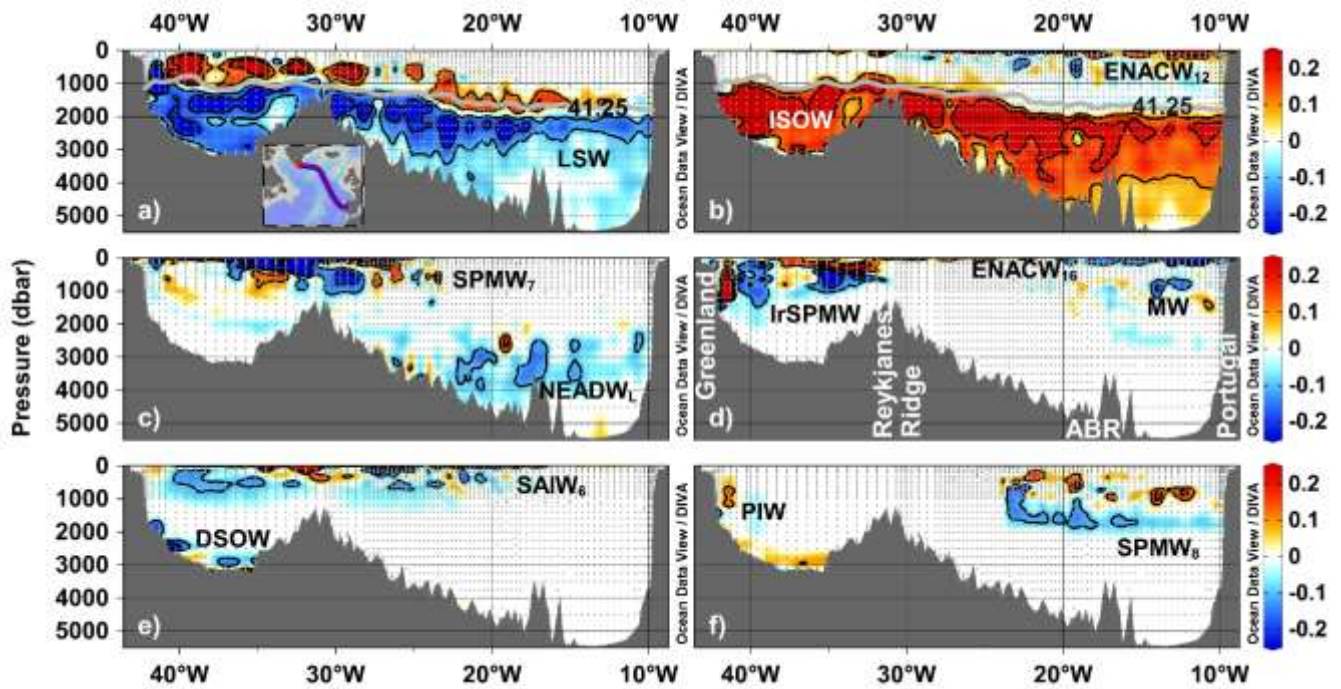 40°W 30°W 20°W 10°W 40°W 30°W 20°W 10°W
0
1000
2000
3000
4000
5000
41.25
LSW
a)
Ocean Data View / DIVA
ENACW12
41.25
ISOW
b)
Ocean Data View / DIVA
0.2
0.1
0
-0.1
-0.2
Pressure (dbar)
0
1000
2000
3000
4000
5000
SPMW7
NEADWL
c)
Ocean Data View / DIVA
ENACW16
IrSPMW
MW
Greenland
Reykjanes
Ridge
ABR
Portugal
d)
Ocean Data View / DIVA
0.2
0.1
0
-0.1
-0.2
0
1000
2000
3000
4000
5000
SAIW6
DSOW
e)
Ocean Data View / DIVA
PIW
SPMW8
f)
Ocean Data View / DIVA
0.2
0.1
0
-0.1
-0.2
40°W 30°W 20°W 10°W 40°W 30°W 20°W 10°W